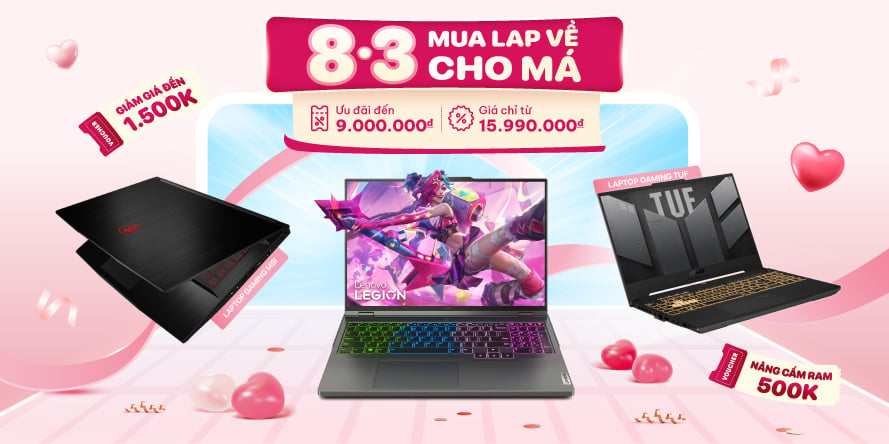 8.3
MUA LAP VỀ
CHO MÁ
Ưu đãi đến
9.000.000đ
Giá chỉ từ
15.990.000đ
VOUCHER
GIẢM GIÁ ĐẾN
1.500K
LAPTOP GAMING MSI
Lenovo
LEGION
LAPTOP GAMING TUF
TUF
VOUCHER
NÂNG CẤM RAM
500K